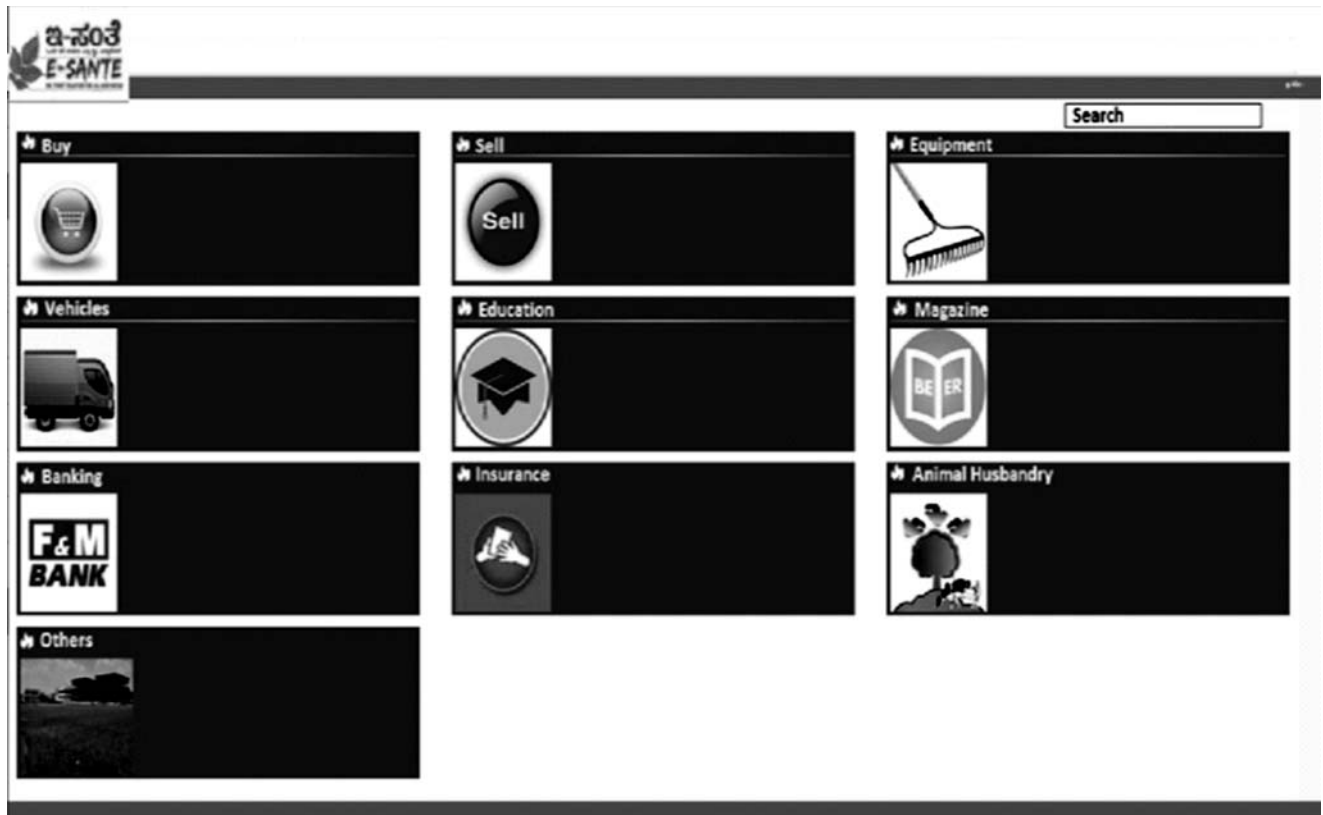 ಇ-ಸಂತೆ
E-SANTE
Search
Buy
Sell
Sell
Equipment
Vehicles
Education
Magazine
BE ER
Banking
F&M
BANK
Insurance
Animal Husbandry
Others